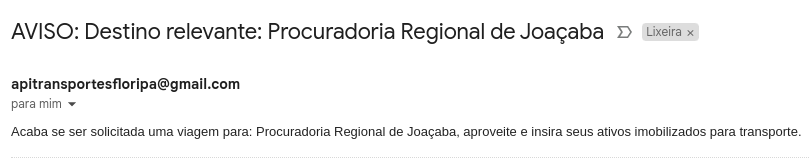 AVISO: Destino relevante: Procuradoria Regional de Joaçaba Lixeira ×
apitransportesfloripa@gmail.com
para mim
Acaba se ser solicitada uma viagem para: Procuradoria Regional de Joaçaba, aproveite e insira seus ativos imobilizados para transporte.